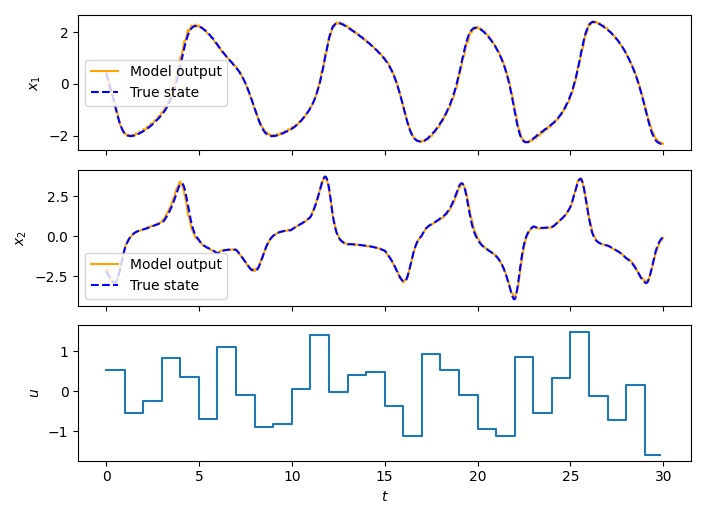 2
0
−2
x₁
Model output
True state
2.5
0.0
−2.5
x₂
Model output
True state
1
0
−1
u
0 5 10 15 20 25 30
t